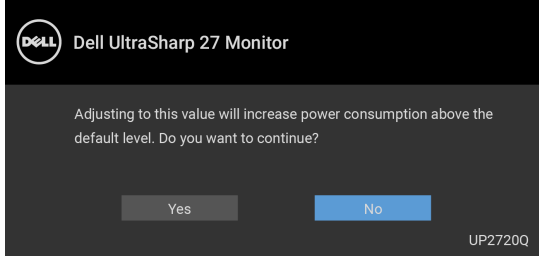 DELL
Dell UltraSharp 27 Monitor
Adjusting to this value will increase power consumption above the
default level. Do you want to continue?
Yes
No
UP2720Q